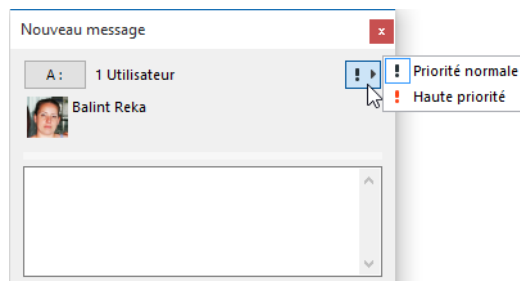 Nouveau message
A : 1 Utilisateur
Balint Reka
Priorité normale
Haute priorité